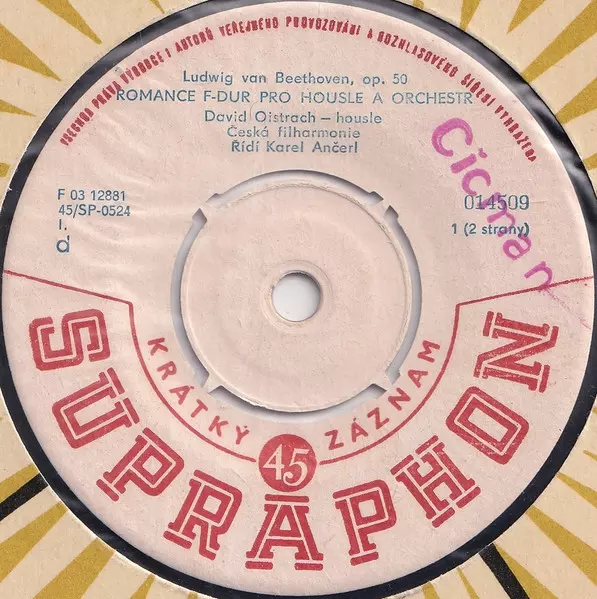 VŠECHNA PRÁVA VÝROBCE I AUTORŮ VEŘEJNÉHO PROVOZOVÁNÍ A ROZHLASOVÉHO ŠÍŘENÍ VYHRAŽENA
Ludwig van Beethoven, op. 50
ROMANCE F-DUR PRO HOUSLE A ORCHESTR
David Oistrach – housle
Česká filharmonie
Řídí Karel Ančerl
F 03 12881
45/SP-0524
I.
d
014509
1 (2 strany)
Cicman
KRÁTKÝ 45 ZÁZNAM
SUPRAPHON